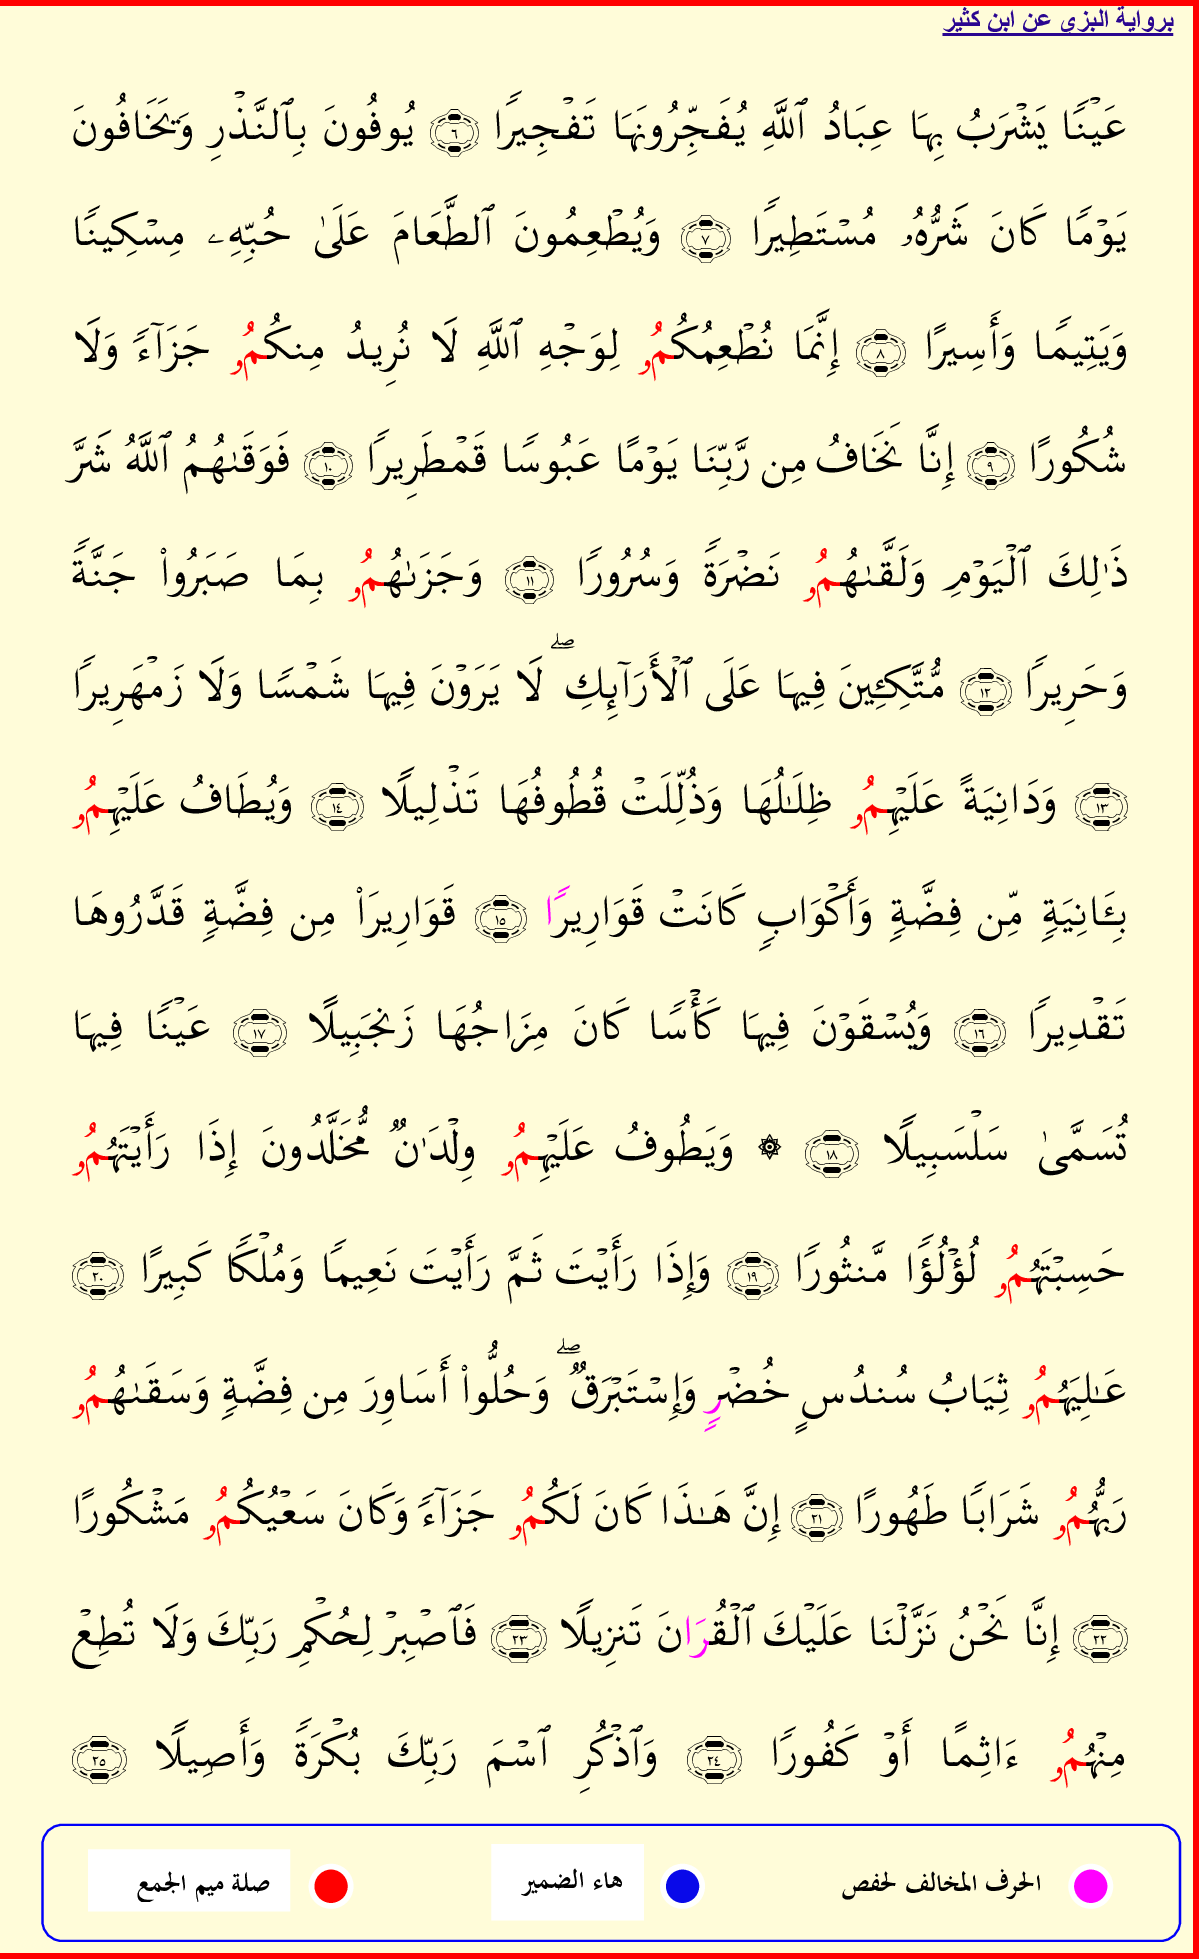 برواية البزي عن ابن كثير
عَيْنًا يَشْرَبُ بِهَا عِبَادُ ٱللَّهِ يُفَجِّرُونَهَا تَفْجِيرًا ٦ يُوفُونَ بِٱلنَّذْرِ وَيَخَافُونَ
يَوْمًا كَانَ شَرُّهُۥ مُسْتَطِيرًا ٧ وَيُطْعِمُونَ ٱلطَّعَامَ عَلَىٰ حُبِّهِۦ مِسْكِينًا
وَيَتِيمًا وَأَسِيرًا ٨ إِنَّمَا نُطْعِمُكُمُۥ لِوَجْهِ ٱللَّهِ لَا نُرِيدُ مِنكُمُۥ جَزَآءً وَلَا
شُكُورًا ٩ إِنَّا نَخَافُ مِن رَّبِّنَا يَوْمًا عَبُوسًا قَمْطَرِيرًا ١٠ فَوَقَىٰهُمُ ٱللَّهُ شَرَّ
ذَٰلِكَ ٱلْيَوْمِ وَلَقَّىٰهُمُۥ نَضْرَةً وَسُرُورًا ١١ وَجَزَىٰهُمُۥ بِمَا صَبَرُوا۟ جَنَّةً
وَحَرِيرًا ١٢ مُّتَّكِـِٔينَ فِيهَا عَلَى ٱلْأَرَآئِكِ ۖ لَا يَرَوْنَ فِيهَا شَمْسًا وَلَا زَمْهَرِيرًا
١٣ وَدَانِيَةً عَلَيْهِمُۥ ظِلَٰلُهَا وَذُلِّلَتْ قُطُوفُهَا تَذْلِيلًا ١٤ وَيُطَافُ عَلَيْهِمُۥ
بِـَٔانِيَةٍ مِّن فِضَّةٍ وَأَكْوَابٍ كَانَتْ قَوَارِيرًا ١٥ قَوَارِيرَا۟ مِن فِضَّةٍ قَدَّرُوهَا
تَقْدِيرًا ١٦ وَيُسْقَوْنَ فِيهَا كَأْسًا كَانَ مِزَاجُهَا زَنجَبِيلًا ١٧ عَيْنًا فِيهَا
تُسَمَّىٰ سَلْسَبِيلًا ١٨ ۞ وَيَطُوفُ عَلَيْهِمُۥ وِلْدَٰنٌ مُّخَلَّدُونَ إِذَا رَأَيْتَهُمُۥ
حَسِبْتَهُمُۥ لُؤْلُؤًا مَّنثُورًا ١٩ وَإِذَا رَأَيْتَ ثَمَّ رَأَيْتَ نَعِيمًا وَمُلْكًا كَبِيرًا ٢٠
عَٰلِيَهُمُۥ ثِيَابُ سُندُسٍ خُضْرٍ وَإِسْتَبْرَقٌ ۖ وَحُلُّوٓا۟ أَسَاوِرَ مِن فِضَّةٍ وَسَقَىٰهُمُۥ
رَبُّهُمُۥ شَرَابًا طَهُورًا ٢١ إِنَّ هَٰذَا كَانَ لَكُمُۥ جَزَآءً وَكَانَ سَعْيُكُمُۥ مَشْكُورًا
٢٢ إِنَّا نَحْنُ نَزَّلْنَا عَلَيْكَ ٱلْقُرَانَ تَنزِيلًا ٢٣ فَٱصْبِرْ لِحُكْمِ رَبِّكَ وَلَا تُطِعْ
مِنْهُمُۥ ءَاثِمًا أَوْ كَفُورًا ٢٤ وَٱذْكُرِ ٱسْمَ رَبِّكَ بُكْرَةً وَأَصِيلًا ٢٥
الحرف المخالف لحفص هاء الضمير صلة ميم الجمع